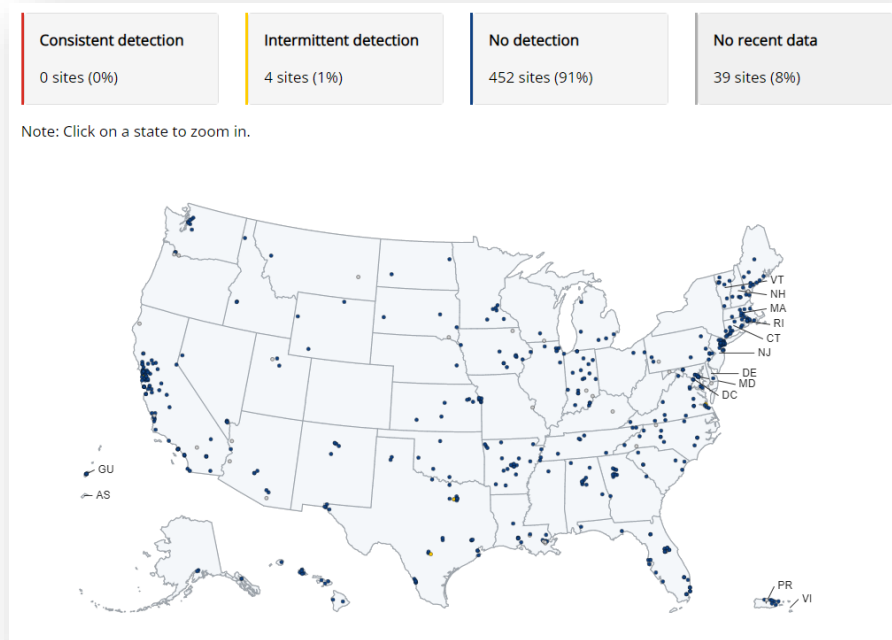 Consistent detection
0 sites (0%)
Intermittent detection
4 sites (1%)
No detection
452 sites (91%)
No recent data
39 sites (8%)
Note: Click on a state to zoom in.
VT
NH
MA
RI
CT
NJ
DE
MD
DC
GU
AS
PR
VI